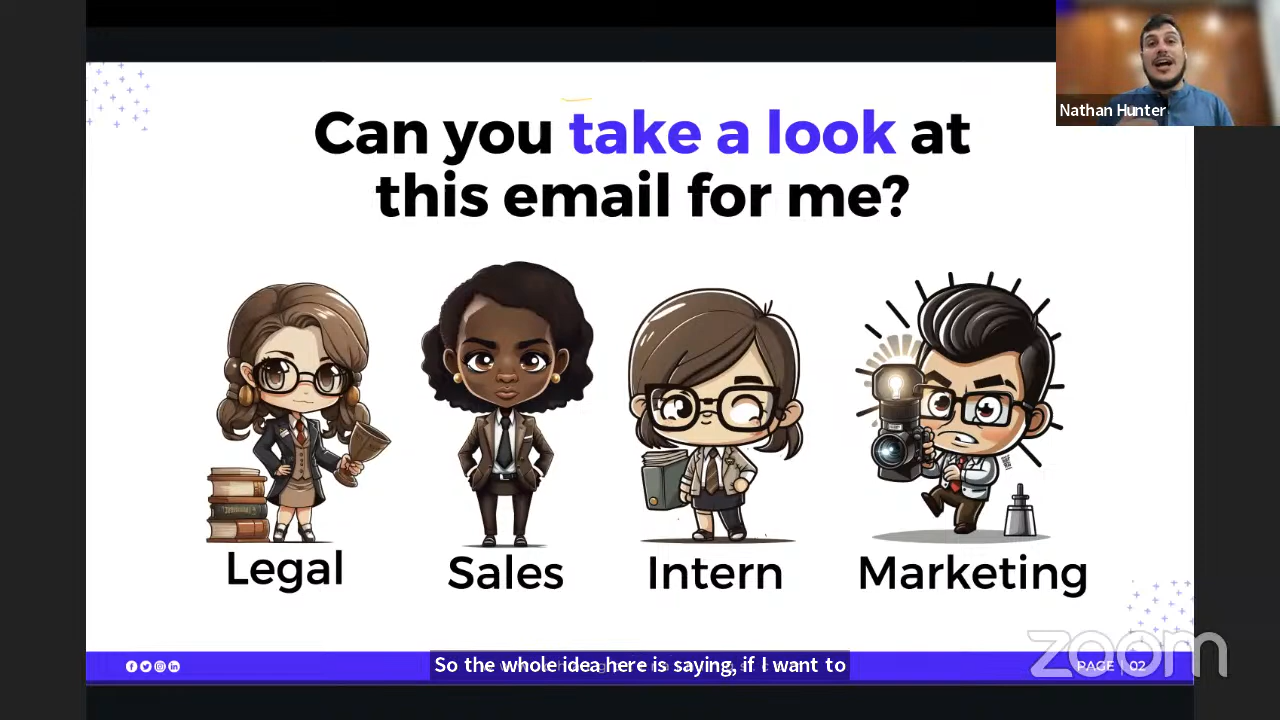 Nathan Hunter
Can you take a look at
this email for me?
Legal
Sales
Intern
Marketing
zoom
PAGE | 02
So the whole idea here is saying, if I want to